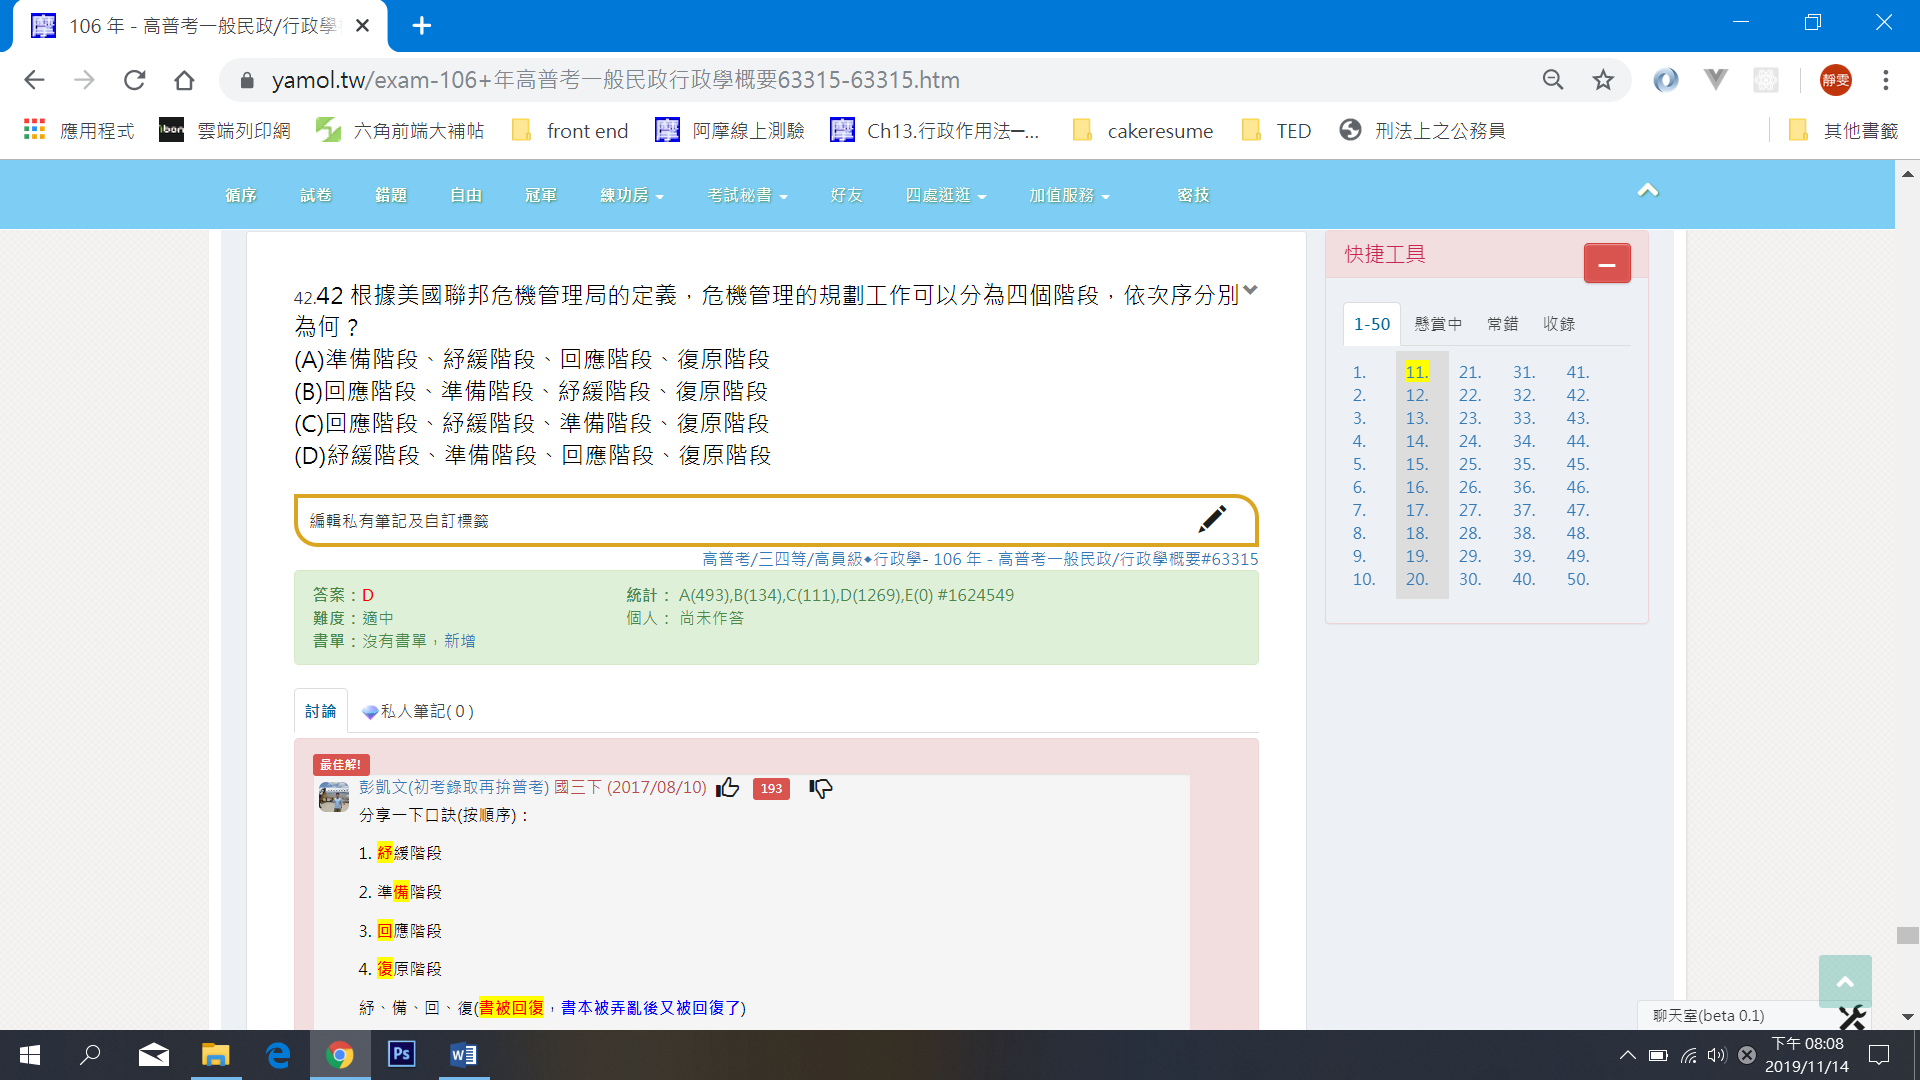 106 年 - 高普考一般民政/行政學
yamol.tw/exam-106+年高普考一般民政行政學概要63315-63315.htm
靜雯
應用程式 ibon 雲端列印網 六角前端大補帖 front end 阿摩線上測驗 Ch13.行政作用法─... cakeresume TED 刑法上之公務員 其他書籤
循序 試卷 錯題 自由 冠軍 練功房 考試秘書 好友 四處逛逛 加值服務 密技
42.42 根據美國聯邦危機管理局的定義，危機管理的規劃工作可以分為四個階段，依次序分別
為何？
(A)準備階段、紓緩階段、回應階段、復原階段
(B)回應階段、準備階段、紓緩階段、復原階段
(C)回應階段、紓緩階段、準備階段、復原階段
(D)紓緩階段、準備階段、回應階段、復原階段
編輯私有筆記及自訂標籤
高普考/三四等/高員級◆行政學- 106 年 - 高普考一般民政/行政學概要#63315
答案：D
統計： A(493),B(134),C(111),D(1269),E(0) #1624549
難度：適中
個人： 尚未作答
書單：沒有書單，新增
討論 私人筆記( 0 )
最佳解!
彭凱文(初考錄取再拚普考) 國三下 (2017/08/10) 193
分享一下口訣(按順序)：
1. 紓緩階段
2. 準備階段
3. 回應階段
4. 復原階段
紓、備、回、復(書被回復，書本被弄亂後又被回復了)
快捷工具
1-50 懸賞中 常錯 收錄
1. 11. 21. 31. 41.
2. 12. 22. 32. 42.
3. 13. 23. 33. 43.
4. 14. 24. 34. 44.
5. 15. 25. 35. 45.
6. 16. 26. 36. 46.
7. 17. 27. 37. 47.
8. 18. 28. 38. 48.
9. 19. 29. 39. 49.
10. 20. 30. 40. 50.
聊天室(beta 0.1)
下午 08:08
2019/11/14